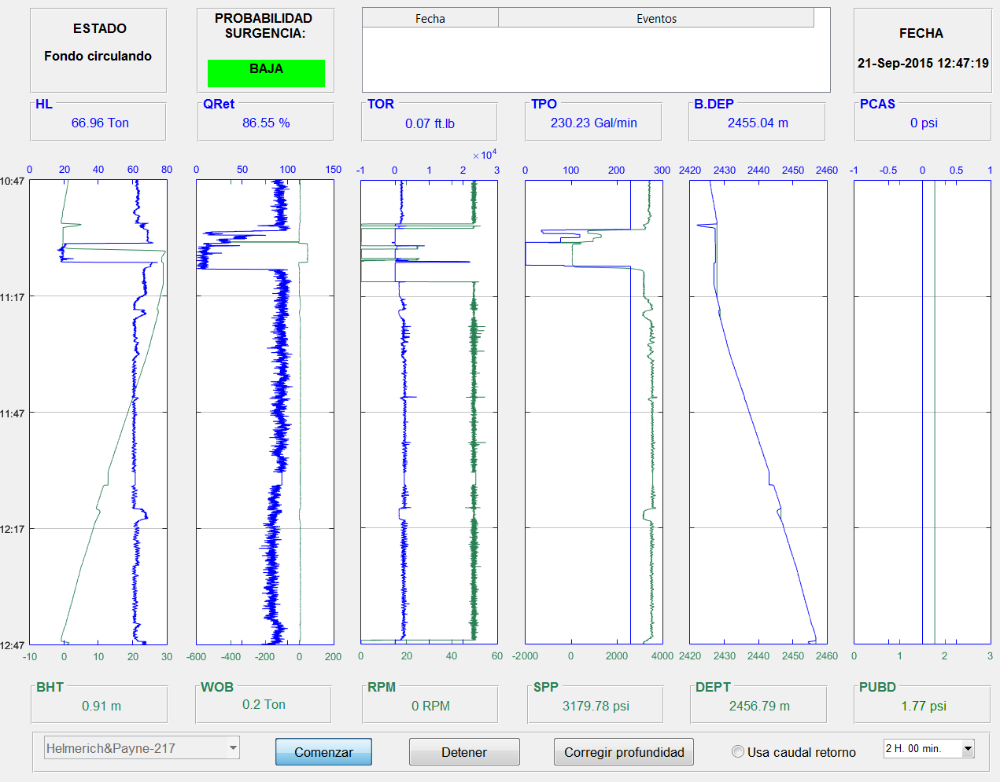 ESTADO
Fondo circulando
PROBABILIDAD
SURGENCIA:
BAJA
Fecha Eventos
FECHA
21-Sep-2015 12:47:19
HL QRet TOR TPO B.DEP PCAS
66.96 Ton 86.55 % 0.07 ft.lb 230.23 Gal/min 2455.04 m 0 psi
×10^4
0 20 40 60 80 0 50 100 150 -1 0 1 2 3 0 100 200 300 2420 2430 2440 2450 2460 -1 -0.5 0 0.5 1
10:47
11:17
11:47
12:17
12:47
-10 0 10 20 30 -600 -400 -200 0 200 0 20 40 60 -2000 0 2000 4000 2420 2430 2440 2450 2460 0 1 2 3
BHT WOB RPM SPP DEPT PUBD
0.91 m 0.2 Ton 0 RPM 3179.78 psi 2456.79 m 1.77 psi
Helmerich&Payne-217 Comenzar Detener Corregir profundidad Usa caudal retorno 2 H. 00 min.